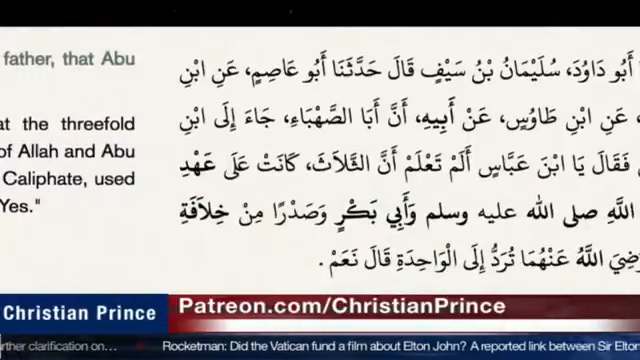 father, that Abu
at the threefold
of Allah and Abu
Caliphate, used
Yes."
أَبُو دَاوُدَ، سُلَيْمَانُ بْنُ سَيْفٍ قَالَ حَدَّثَنَا أَبُو عَاصِمٍ، عَنِ ابْنِ
عَنِ ابْنِ طَاوُسٍ، عَنْ أَبِيهِ، أَنَّ أَبَا الصَّهْبَاءِ، جَاءَ إِلَى ابْنِ
فَقَالَ يَا ابْنَ عَبَّاسٍ أَلَمْ تَعْلَمْ أَنَّ الثَّلاَثَ، كَانَتْ عَلَى عَهْدِ
اللَّهِ صلى الله عليه وسلم وَأَبِي بَكْرٍ وَصَدْرًا مِنْ خِلاَفَةِ
اللَّهُ عَنْهُمَا تُرَدُّ إِلَى الْوَاحِدَةِ قَالَ نَعَمْ .
Christian Prince
Patreon.com/ChristianPrince
further clarification on… Rocketman: Did the Vatican fund a film about Elton John? A reported link between Sir Elton